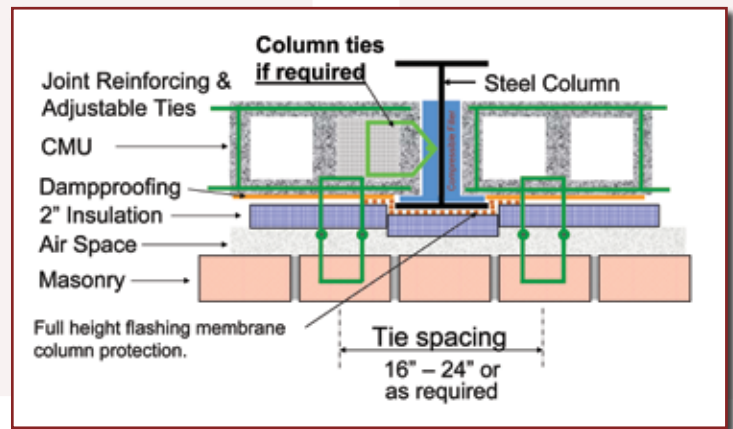 Column ties
if required
Joint Reinforcing &
Adjustable Ties
Steel Column
CMU
Compressible Filler
Dampproofing
2" Insulation
Air Space
Masonry
Full height flashing membrane
column protection.
Tie spacing
16" – 24" or
as required